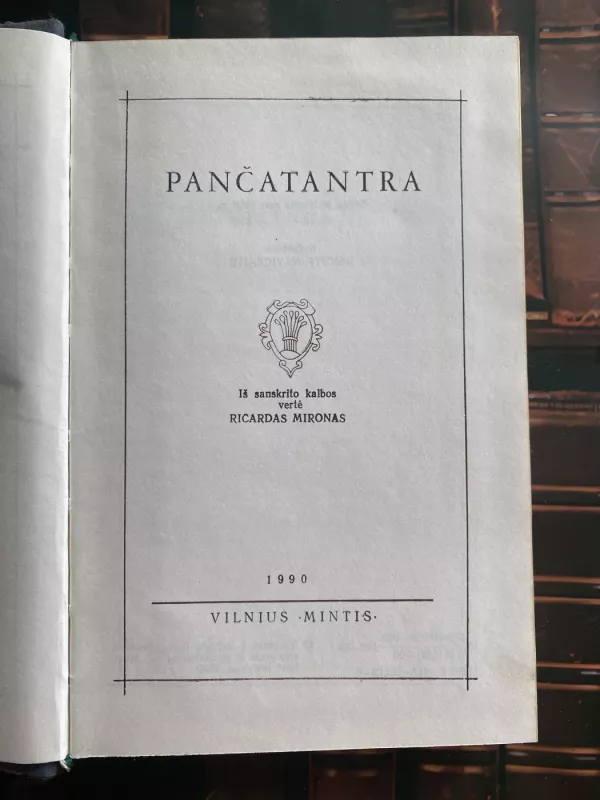 PANČATANTRA
Iš sanskrito kalbos
vertė
RICARDAS MIRONAS
1990
VILNIUS •MINTIS•